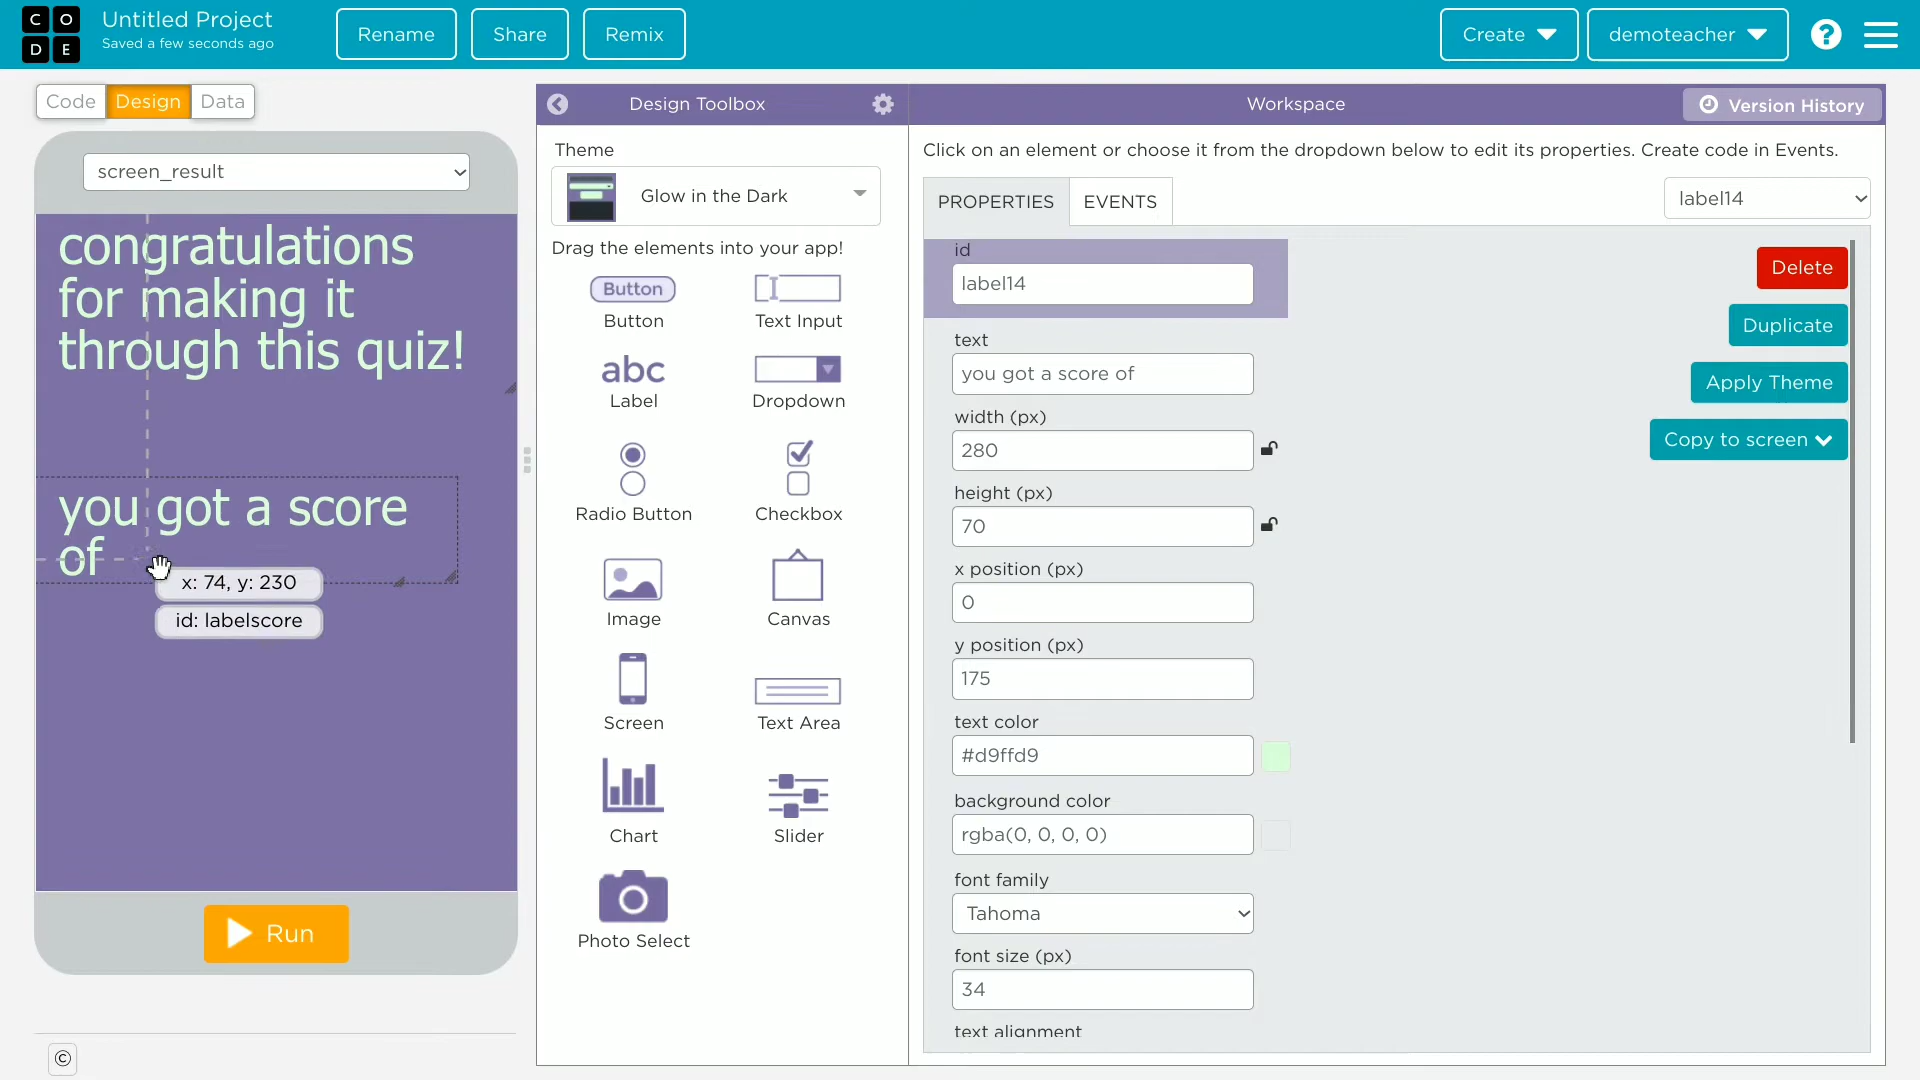 CODE
Untitled Project
Saved a few seconds ago
Rename
Share
Remix
Create
demoteacher
?
Code
Design
Data
screen_result
congratulations
for making it
through this quiz!
you got a score
of
x: 74, y: 230
id: labelscore
Run
©
Design Toolbox
Theme
Glow in the Dark
Drag the elements into your app!
Button
Button
Text Input
abc
Label
Dropdown
Radio Button
Checkbox
Image
Canvas
Screen
Text Area
Chart
Slider
Photo Select
Workspace
Version History
Click on an element or choose it from the dropdown below to edit its properties. Create code in Events.
PROPERTIES
EVENTS
label14
id
label14
text
you got a score of
width (px)
280
height (px)
70
x position (px)
0
y position (px)
175
text color
#d9ffd9
background color
rgba(0, 0, 0, 0)
font family
Tahoma
font size (px)
34
text alignment
Delete
Duplicate
Apply Theme
Copy to screen